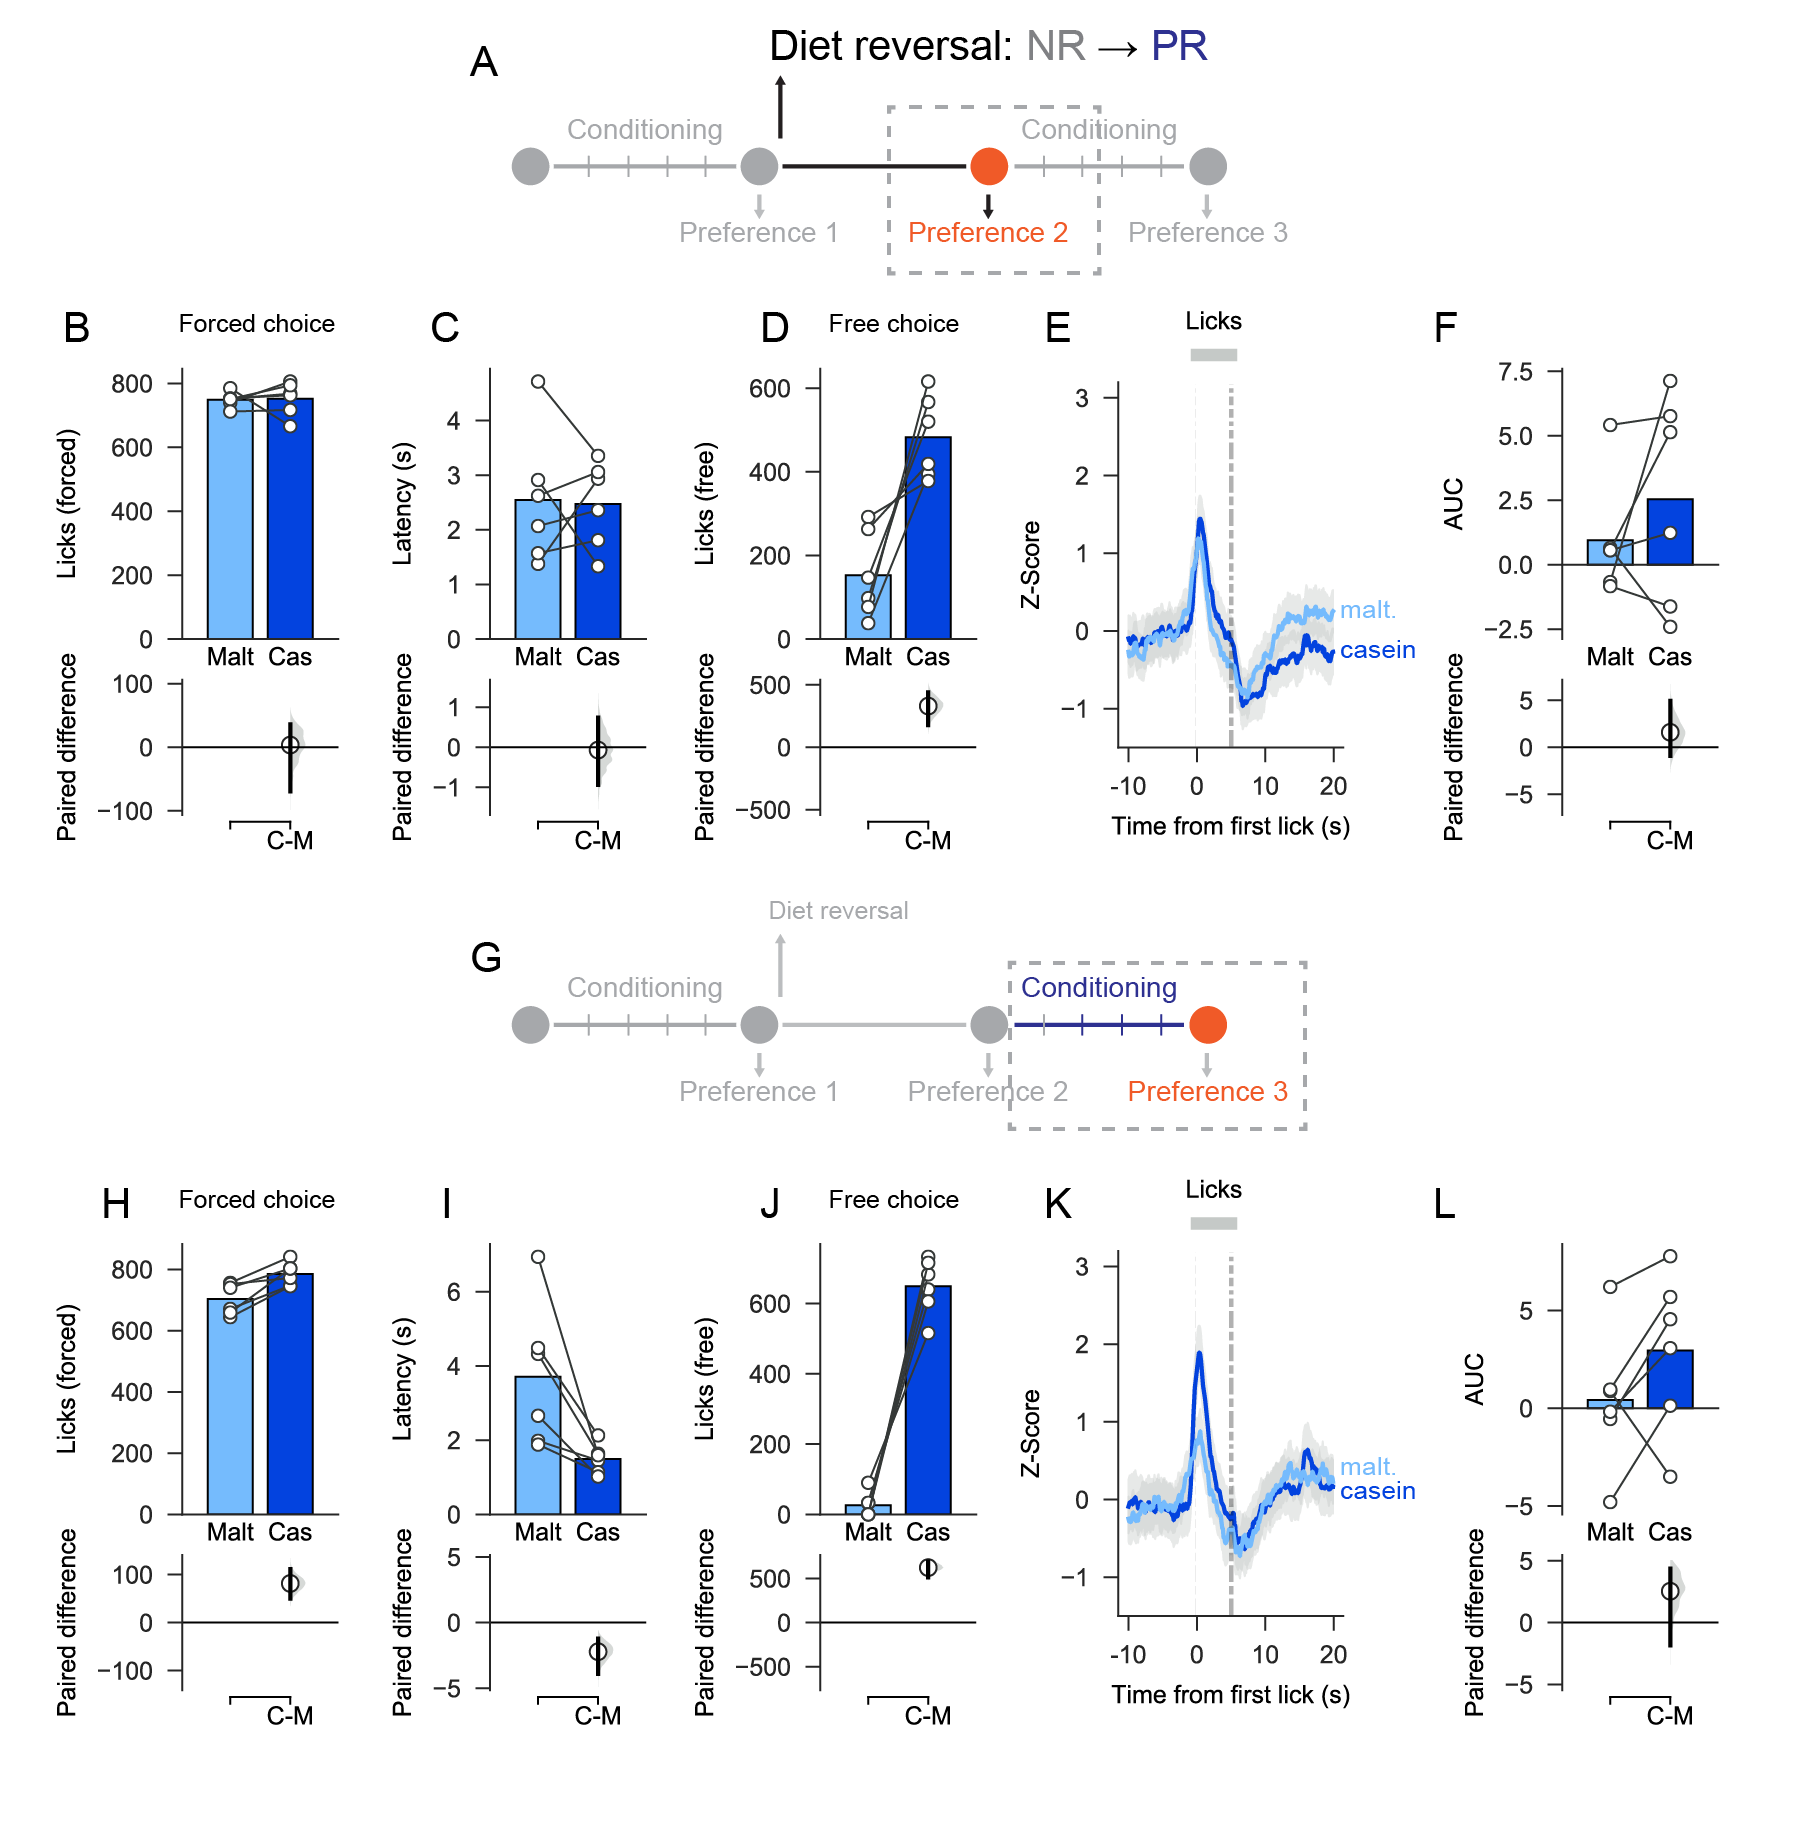 A
Diet reversal: NR → PR
Conditioning
Conditioning
Preference 1
Preference 2
Preference 3
B
Forced choice
Licks (forced)
800
600
400
200
0
Malt
Cas
Paired difference
100
0
−100
C-M
C
Latency (s)
4
3
2
1
0
Malt
Cas
Paired difference
1
0
−1
C-M
D
Free choice
Licks (free)
600
400
200
0
Malt
Cas
Paired difference
500
0
−500
C-M
E
Licks
Z-Score
3
2
1
0
−1
malt.
casein
-10
0
10
20
Time from first lick (s)
F
AUC
7.5
5.0
2.5
0.0
−2.5
Malt
Cas
Paired difference
5
0
−5
C-M
Diet reversal
G
Conditioning
Conditioning
Preference 1
Preference 2
Preference 3
H
Forced choice
Licks (forced)
800
600
400
200
0
Malt
Cas
Paired difference
100
0
−100
C-M
I
Latency (s)
6
4
2
0
Malt
Cas
Paired difference
5
0
−5
C-M
J
Free choice
Licks (free)
600
400
200
0
Malt
Cas
Paired difference
500
0
−500
C-M
K
Licks
Z-Score
3
2
1
0
−1
malt.
casein
-10
0
10
20
Time from first lick (s)
L
AUC
5
0
−5
Malt
Cas
Paired difference
5
0
−5
C-M